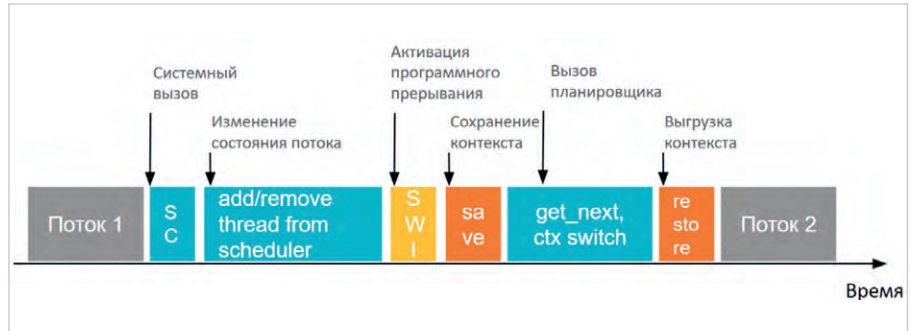 Системный
вызов
Изменение
состояния потока
Активация
программного
прерывания
Сохранение
контекста
Вызов
планировщика
Выгрузка
контекста
Поток 1
S
C
add/remove
thread from
scheduler
S
W
I
sa
ve
get_next,
ctx switch
re
sto
re
Поток 2
Время